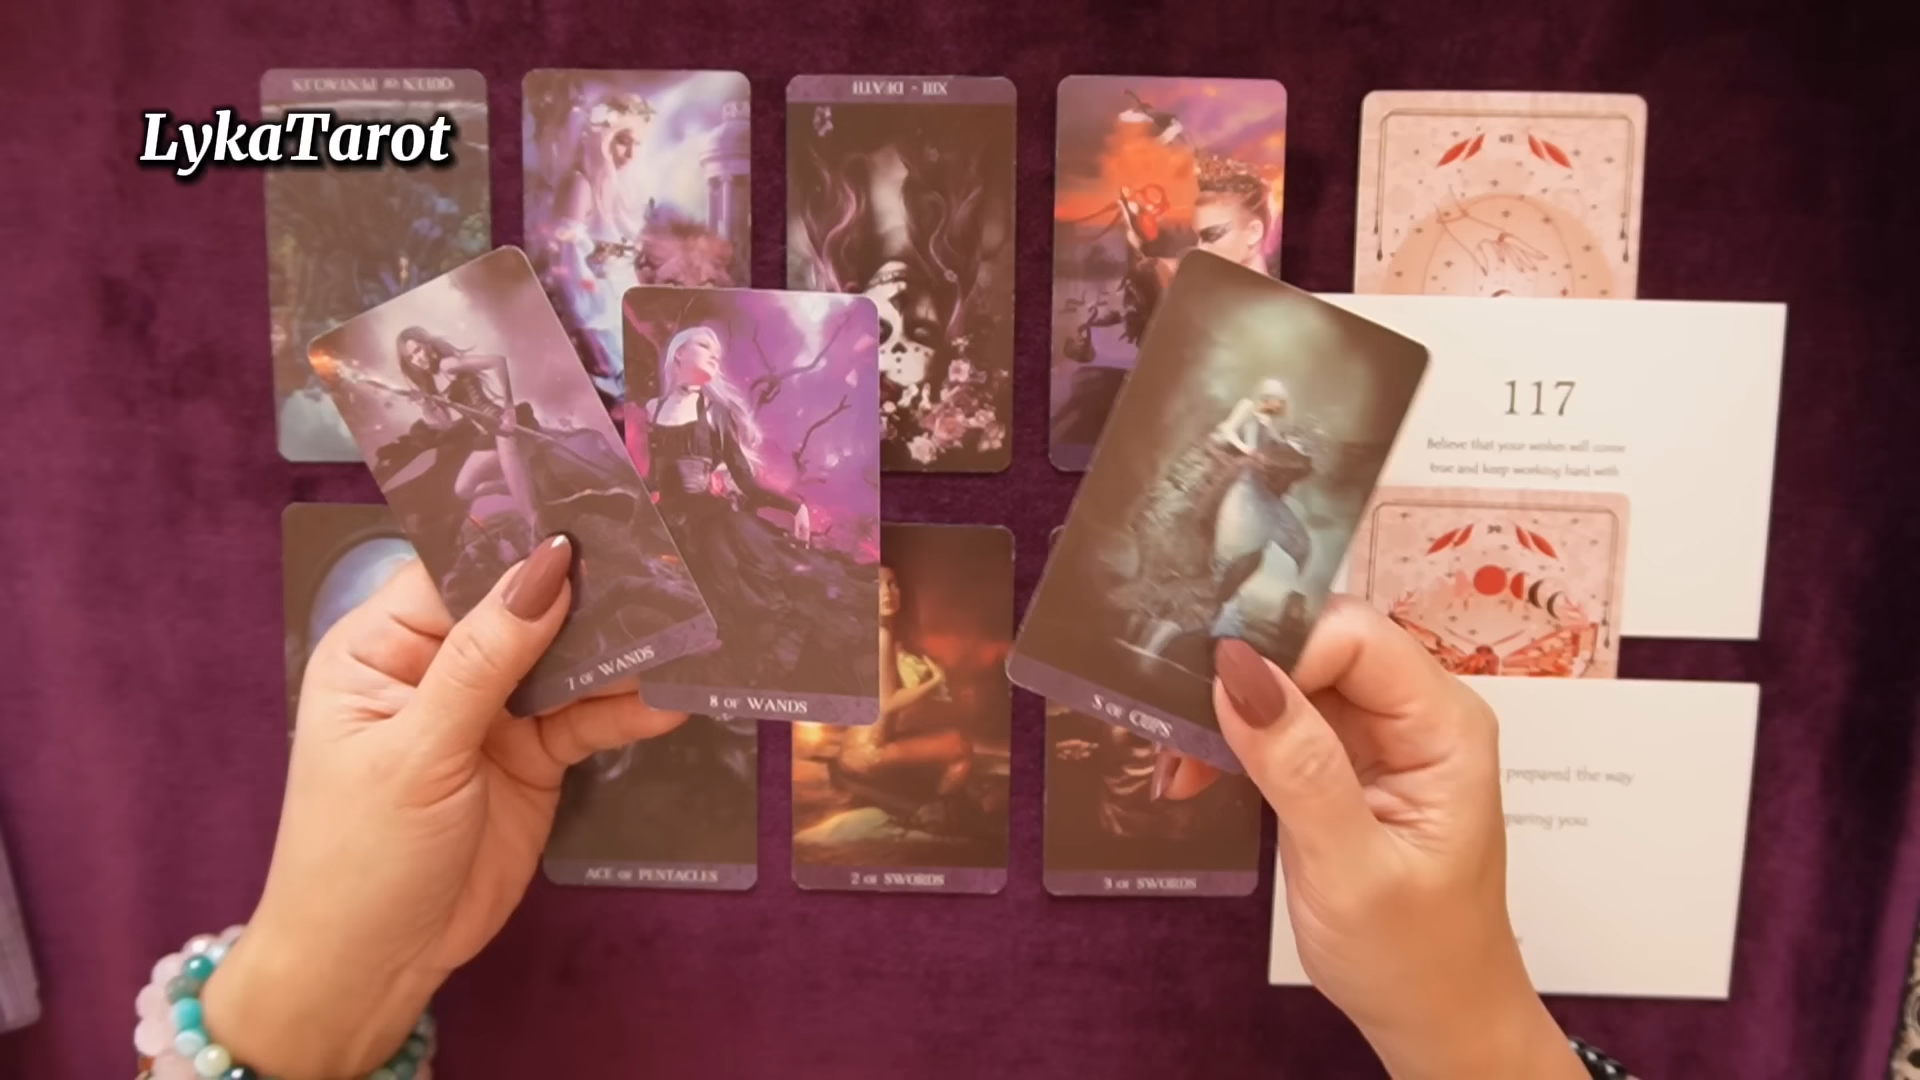 LykaTarot
QUEEN OF PENTACLES
XIII - DEATH
117
Believe that your wishes will come
true and keep working hard with
7 OF WANDS
8 OF WANDS
5 OF CUPS
prepared the way
paring you.
ACE OF PENTACLES
2 OF SWORDS
3 OF SWORDS